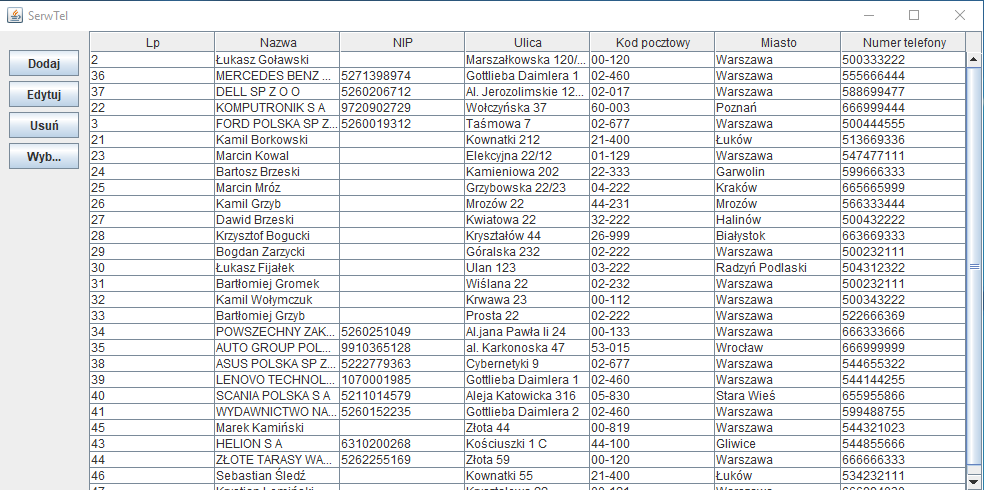 SerwTel
Dodaj
Edytuj
Usuń
Wyb...
Lp Nazwa NIP Ulica Kod pocztowy Miasto Numer telefony
2 Łukasz Goławski Marszałkowska 120/... 00-120 Warszawa 500333222
36 MERCEDES BENZ ... 5271398974 Gottlieba Daimlera 1 02-460 Warszawa 555666444
37 DELL SP Z O O 5260206712 Al. Jerozolimskie 12... 02-017 Warszawa 588699477
22 KOMPUTRONIK S A 9720902729 Wołczyńska 37 60-003 Poznań 666999444
3 FORD POLSKA SP Z... 5260019312 Taśmowa 7 02-677 Warszawa 500444555
21 Kamil Borkowski Kownatki 212 21-400 Łuków 513669336
23 Marcin Kowal Elekcyjna 22/12 01-129 Warszawa 547477111
24 Bartosz Brzeski Kamieniowa 202 22-333 Garwolin 599666333
25 Marcin Mróz Grzybowska 22/23 04-222 Kraków 665665999
26 Kamil Grzyb Mrozów 22 44-231 Mrozów 566333444
27 Dawid Brzeski Kwiatowa 22 32-222 Halinów 500432222
28 Krzysztof Bogucki Kryształów 44 26-999 Białystok 663669333
29 Bogdan Zarzycki Góralska 232 02-222 Warszawa 500232111
30 Łukasz Fijałek Ulan 123 03-222 Radzyń Podlaski 504312322
31 Bartłomiej Gromek Wiślana 22 02-232 Warszawa 500232111
32 Kamil Wołymczuk Krwawa 23 00-112 Warszawa 500343222
33 Bartłomiej Grzyb Prosta 22 02-222 Warszawa 522666369
34 POWSZECHNY ZAK... 5260251049 Al.jana Pawła Ii 24 00-133 Warszawa 666333666
35 AUTO GROUP POL... 9910365128 al. Karkonoska 47 53-015 Wrocław 666999999
38 ASUS POLSKA SP Z... 5222779363 Cybernetyki 9 02-677 Warszawa 544655322
39 LENOVO TECHNOL... 1070001985 Gottlieba Daimlera 1 02-460 Warszawa 544144255
40 SCANIA POLSKA S A 5211014579 Aleja Katowicka 316 05-830 Stara Wieś 655955866
41 WYDAWNICTWO NA... 5260152235 Gottlieba Daimlera 2 02-460 Warszawa 599488755
45 Marek Kamiński Złota 44 00-819 Warszawa 544321023
43 HELION S A 6310200268 Kościuszki 1 C 44-100 Gliwice 544855666
44 ZŁOTE TARASY WA... 5262255169 Złota 59 00-120 Warszawa 666666333
46 Sebastian Śledź Kownatki 55 21-400 Łuków 534232111